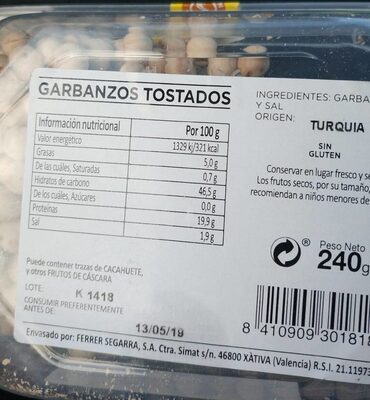 GARBANZOS TOSTADOS
Información nutricional Por 100 g
Valor energético 1329 kj/321 kcal
Grasas 5,0 g
De las cuáles, Saturadas 0,7 g
Hidratos de carbono 46,5 g
De los cuáles, Azúcares 0,0 g
Proteínas 19,9 g
Sal 1,9 g
Puede contener trazas de CACAHUETE,
y otros FRUTOS DE CÁSCARA
LOTE: K 1418
CONSUMIR PREFERENTEMENTE
ANTES DE: 13/05/19
Envasado por: FERRER SEGARRA, S.A. Ctra. Simat s/n. 46800 XÀTIVA (Valencia) R.S.I. 21.1197
INGREDIENTES: GARBA
Y SAL
ORIGEN: TURQUIA
SIN
GLUTEN
Conservar en lugar fresco y se
Los frutos secos, por su tamaño,
recomiendan a niños menores de
Peso Neto
240g
8 410909 30181